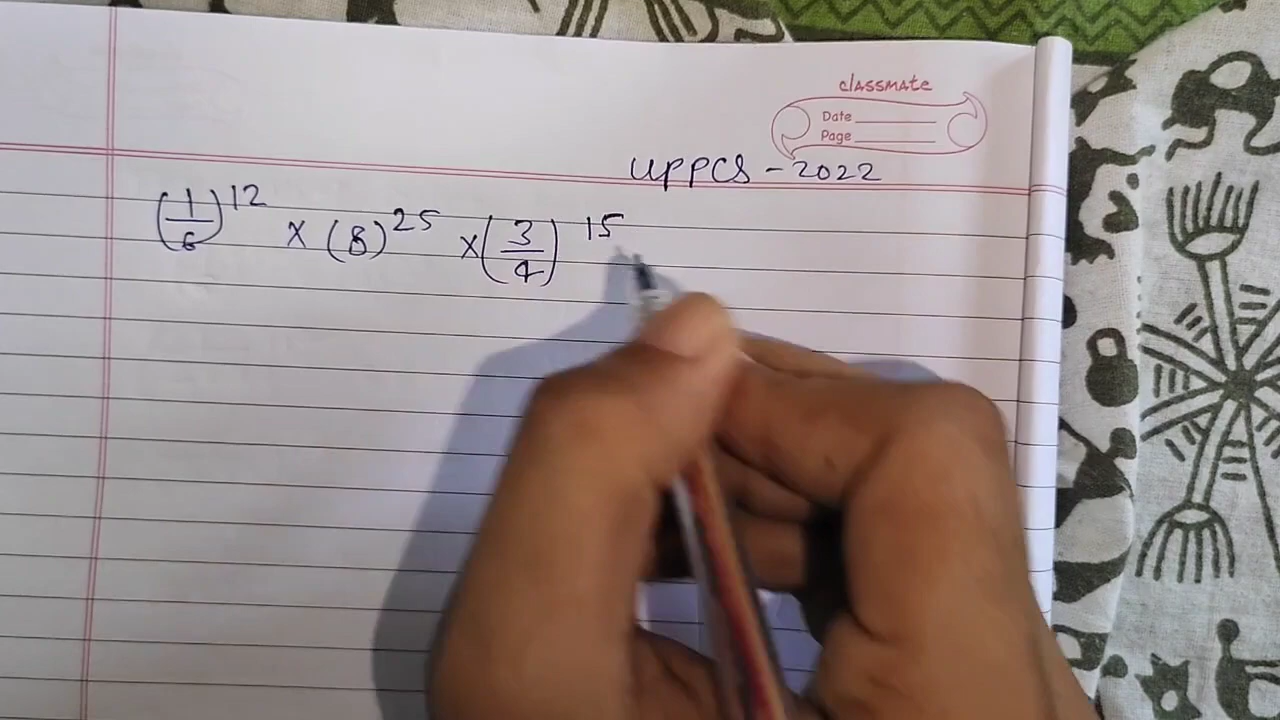 classmate
Date
Page
UPPCS - 2022
(1/6)^12 × (8)^25 × (3/4)^15